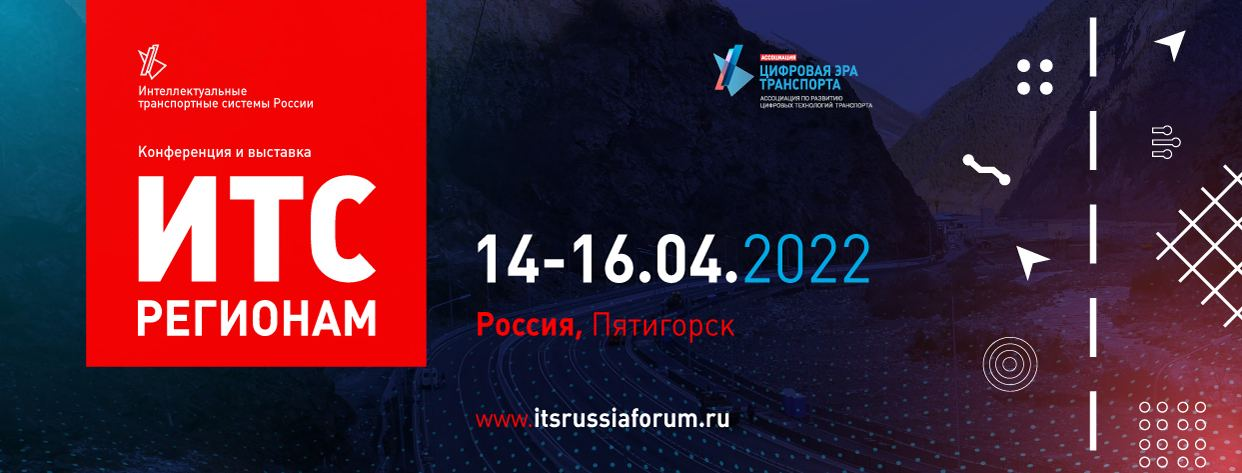 Интеллектуальные
транспортные системы России
Конференция и выставка
ИТС
РЕГИОНАМ
АССОЦИАЦИЯ
ЦИФРОВАЯ ЭРА
ТРАНСПОРТА
АССОЦИАЦИЯ ПО РАЗВИТИЮ
ЦИФРОВЫХ ТЕХНОЛОГИЙ ТРАНСПОРТА
14-16.04.2022
Россия, Пятигорск
www.itsrussiaforum.ru